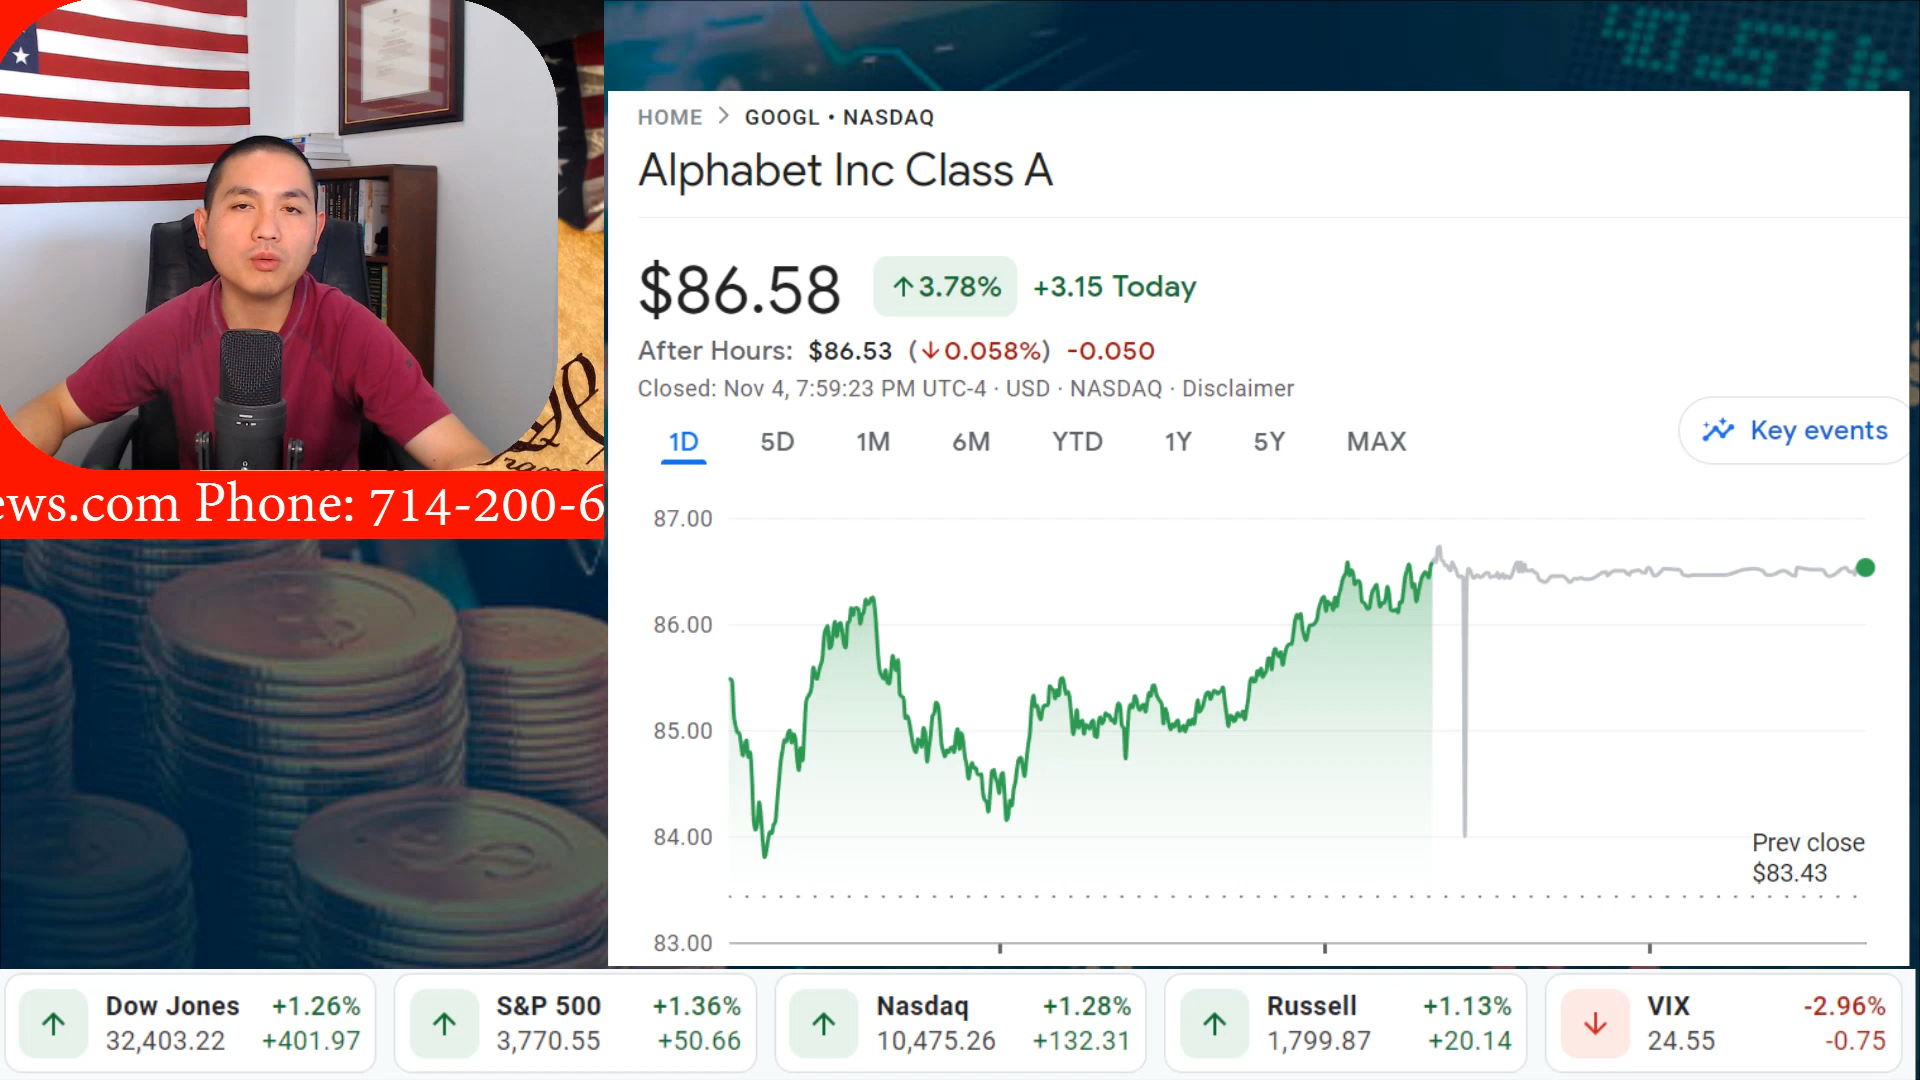 ews.com Phone: 714-200-6
HOME > GOOGL • NASDAQ
Alphabet Inc Class A
$86.58 ↑3.78% +3.15 Today
After Hours: $86.53 (↓0.058%) -0.050
Closed: Nov 4, 7:59:23 PM UTC-4 · USD · NASDAQ · Disclaimer
1D 5D 1M 6M YTD 1Y 5Y MAX
Key events
87.00
86.00
85.00
84.00
83.00
Prev close
$83.43
Dow Jones +1.26%
32,403.22 +401.97
S&P 500 +1.36%
3,770.55 +50.66
Nasdaq +1.28%
10,475.26 +132.31
Russell +1.13%
1,799.87 +20.14
VIX -2.96%
24.55 -0.75